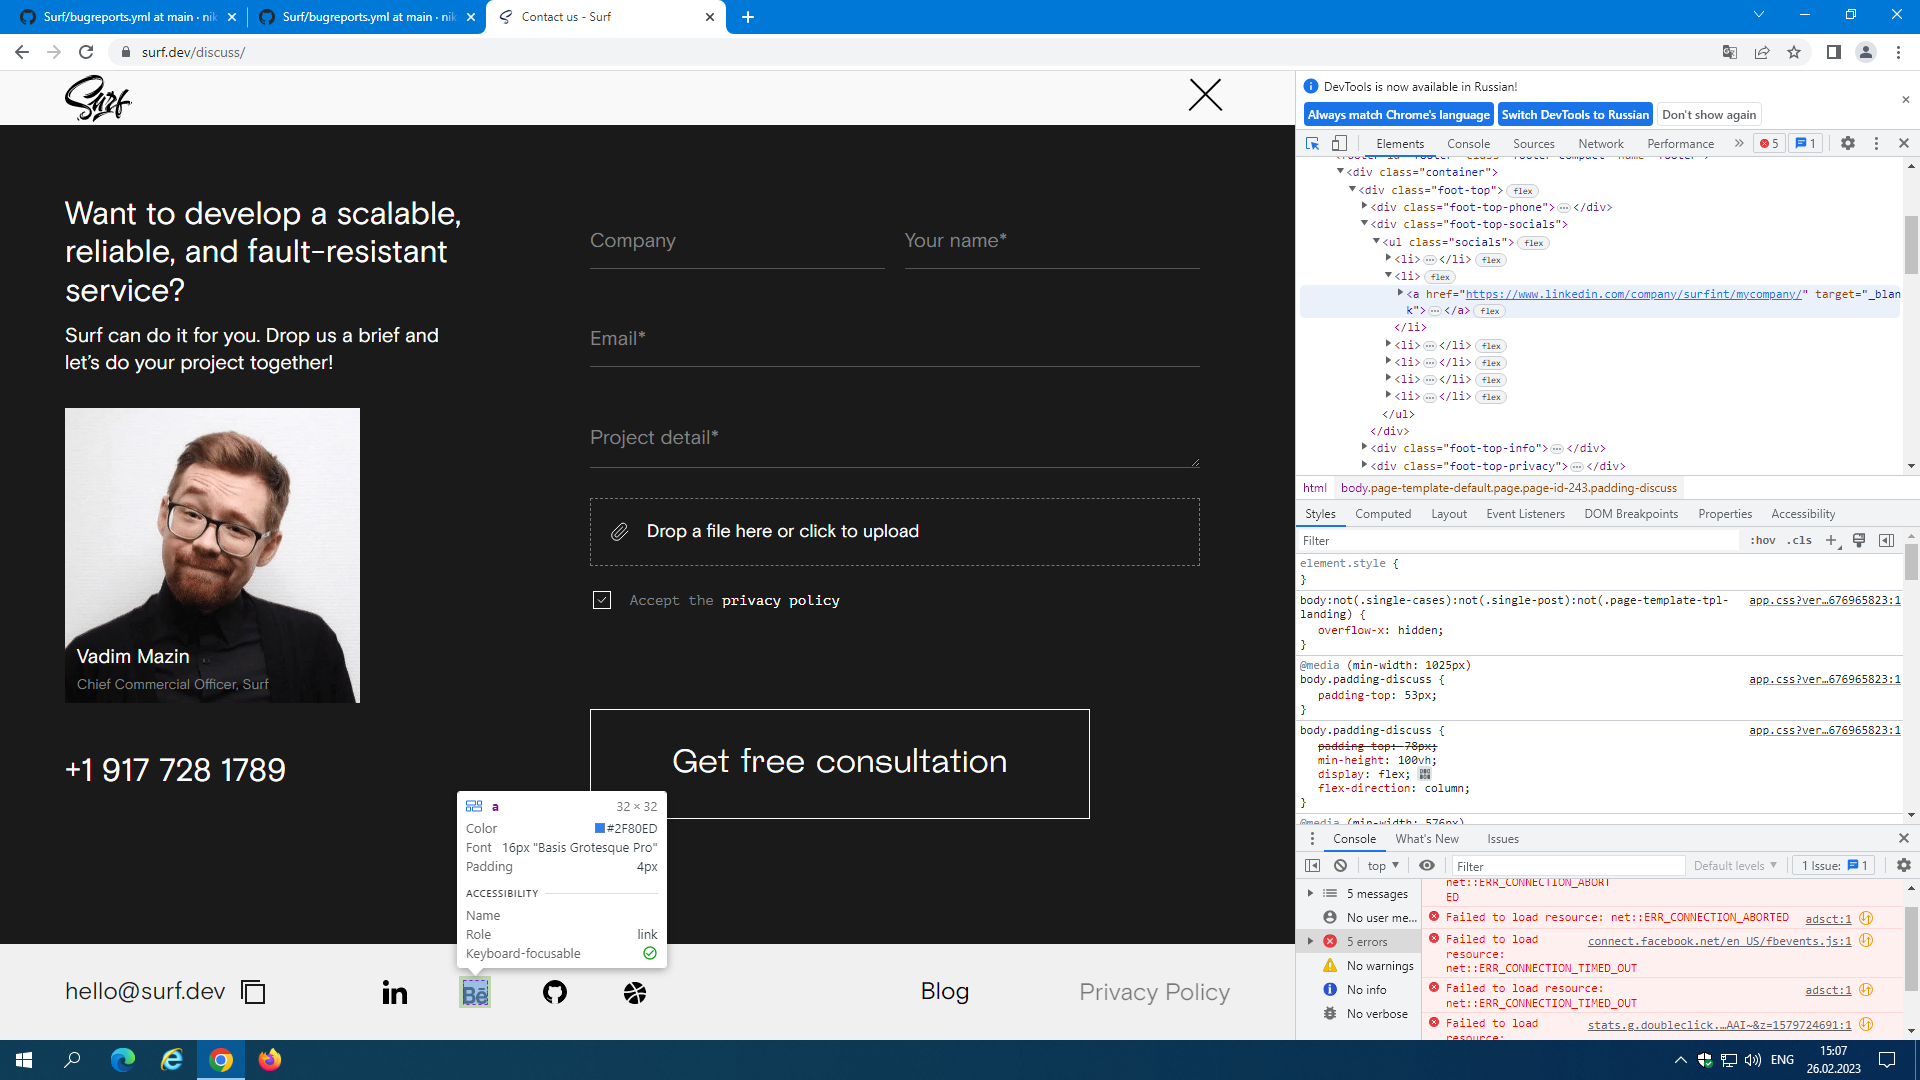 Surf/bugreports.yml at main · nik
Surf/bugreports.yml at main · nik
Contact us - Surf
surf.dev/discuss/
Surf
Want to develop a scalable,
reliable, and fault-resistant
service?
Surf can do it for you. Drop us a brief and
let's do your project together!
Vadim Mazin
Chief Commercial Officer, Surf
+1 917 728 1789
Company
Your name*
Email*
Project detail*
Drop a file here or click to upload
Accept the privacy policy
Get free consultation
a 32 × 32
Color #2F80ED
Font 16px "Basis Grotesque Pro"
Padding 4px
ACCESSIBILITY
Name
Role link
Keyboard-focusable
hello@surf.dev
in
Bē
Blog
Privacy Policy
DevTools is now available in Russian!
Always match Chrome's language
Switch DevTools to Russian
Don't show again
Elements
Console
Sources
Network
Performance
5
1
<div class="container">
<div class="foot-top"> flex
<div class="foot-top-phone"> … </div>
<div class="foot-top-socials">
<ul class="socials"> flex
<li> … </li> flex
<li> flex
<a href="https://www.linkedin.com/company/surfint/mycompany/" target="_blan
k"> … </a> flex
</li>
<li> … </li> flex
<li> … </li> flex
<li> … </li> flex
<li> … </li> flex
</ul>
</div>
<div class="foot-top-info"> … </div>
<div class="foot-top-privacy"> … </div>
html body.page-template-default.page.page-id-243.padding-discuss
Styles
Computed
Layout
Event Listeners
DOM Breakpoints
Properties
Accessibility
Filter
:hov .cls +
element.style {
}
body:not(.single-cases):not(.single-post):not(.page-template-tpl- app.css?ver…676965823:1
landing) {
overflow-x: hidden;
}
@media (min-width: 1025px)
body.padding-discuss { app.css?ver…676965823:1
padding-top: 53px;
}
body.padding-discuss { app.css?ver…676965823:1
padding-top: 78px;
min-height: 100vh;
display: flex;
flex-direction: column;
}
@media (min-width: 576px)
Console
What's New
Issues
top
Filter
Default levels
1 Issue: 1
5 messages
No user me...
5 errors
No warnings
No info
No verbose
net::ERR_CONNECTION_ABORT
ED
Failed to load resource: net::ERR_CONNECTION_ABORTED adsct:1
Failed to load connect.facebook.net/en_US/fbevents.js:1
resource:
net::ERR_CONNECTION_TIMED_OUT
Failed to load resource: adsct:1
net::ERR_CONNECTION_TIMED_OUT
Failed to load stats.g.doubleclick.…AAI~&z=1579724691:1
resource:
ENG
15:07
26.02.2023